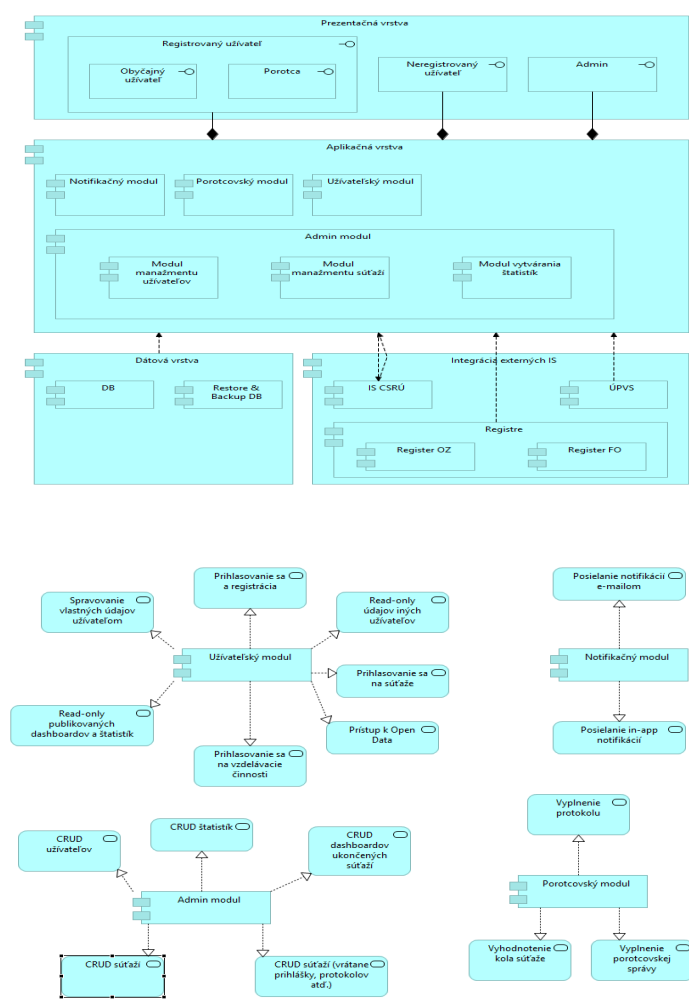 Prezentačná vrstva
Registrovaný užívateľ
Obyčajný
užívateľ
Porotca
Neregistrovaný
užívateľ
Admin
Aplikačná vrstva
Notifikačný modul
Porotcovský modul
Užívateľský modul
Admin modul
Modul
manažmentu
užívateľov
Modul
manažmentu súťaží
Modul vytvárania
štatistík
Dátová vrstva
DB
Restore &
Backup DB
Integrácia externých IS
IS CSRÚ
ÚPVS
Registre
Register OZ
Register FO
Spravovanie
vlastných údajov
užívateľom
Prihlasovanie sa
a registrácia
Read-only
údajov iných
užívateľov
Užívateľský modul
Prihlasovanie sa
na súťaže
Read-only
publikovaných
dashboardov a štatistík
Prihlasovanie sa
na vzdelávacie
činnosti
Prístup k Open
Data
Posielanie notifikácií
e-mailom
Notifikačný modul
Posielanie in-app
notifikácií
CRUD
užívateľov
CRUD štatistík
CRUD
dashboardov
ukončených
súťaží
Admin modul
CRUD súťaží
CRUD súťaží (vrátane
prihlášky, protokolov
atď.)
Vyplnenie
protokolu
Porotcovský modul
Vyhodnotenie
kola súťaže
Vyplnenie
porotcovskej
správy